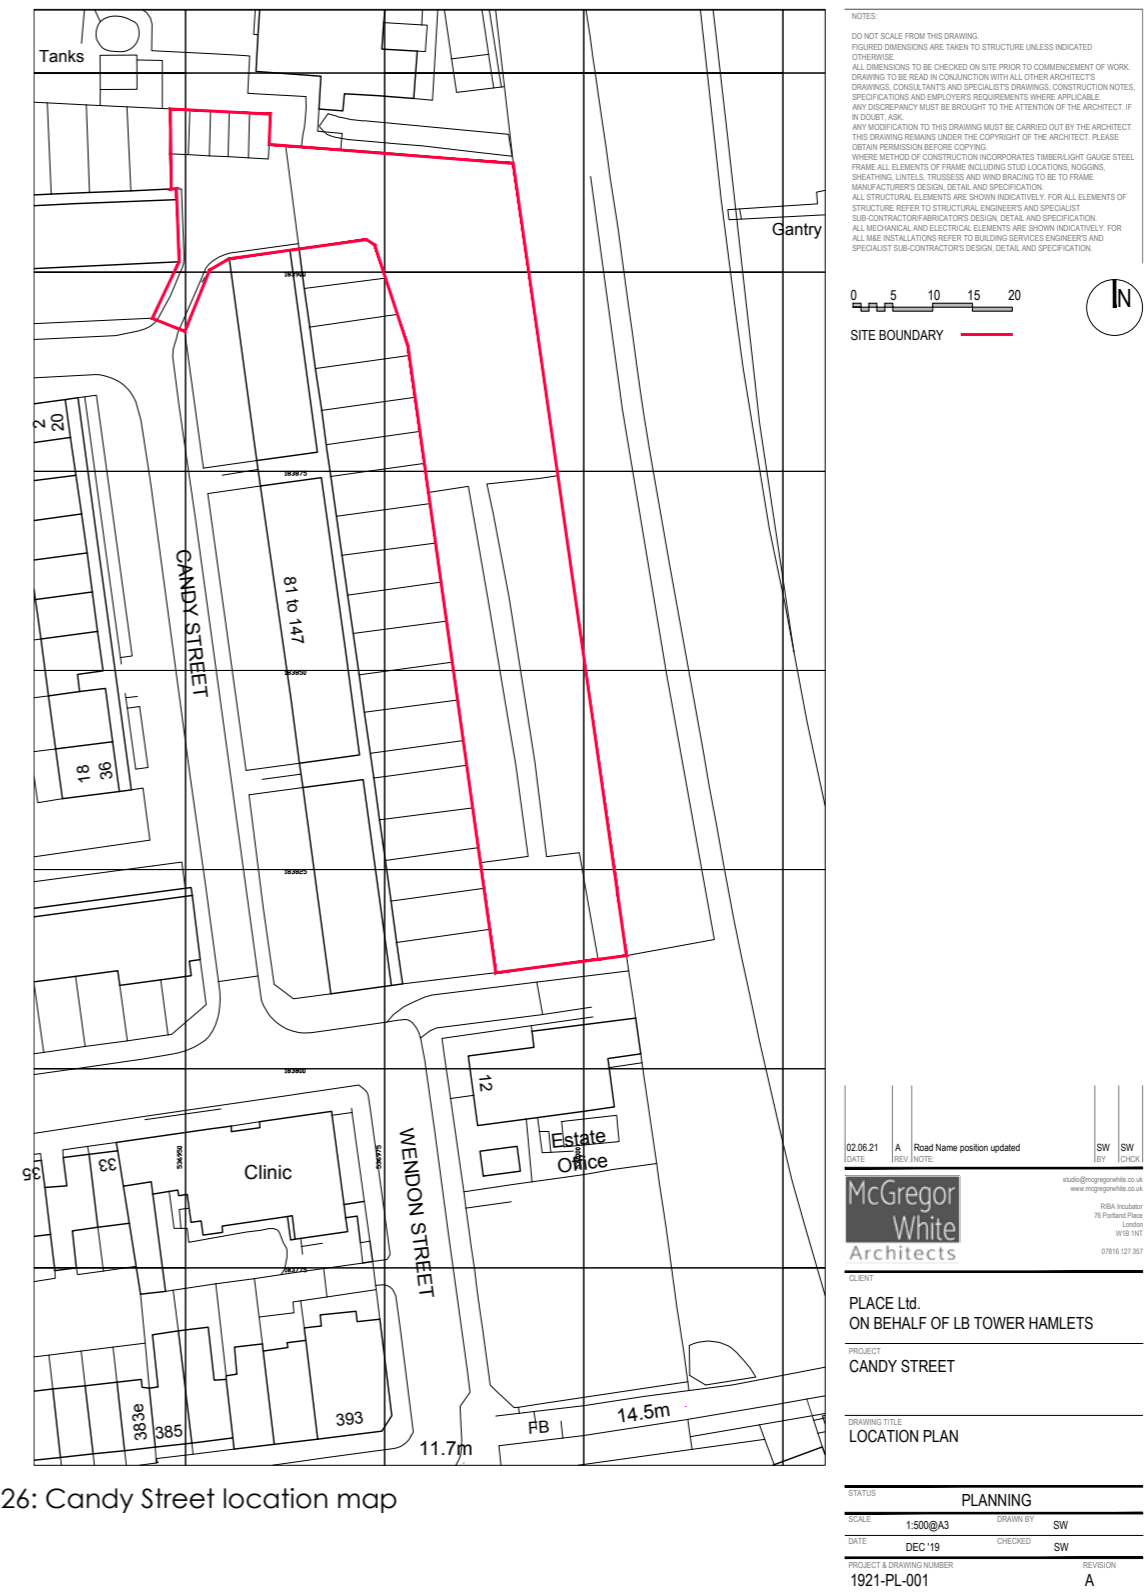 Tanks
Gantry
183900
2
20
183875
CANDY STREET
81 to 147
183850
18
36
183825
12
183800
Estate
Office
536950
536975
35
33
Clinic
WENDON STREET
183775
383e
385
393
11.7m
FB
14.5m
26: Candy Street location map
NOTES:
DO NOT SCALE FROM THIS DRAWING.
FIGURED DIMENSIONS ARE TAKEN TO STRUCTURE UNLESS INDICATED
OTHERWISE.
ALL DIMENSIONS TO BE CHECKED ON SITE PRIOR TO COMMENCEMENT OF WORK.
DRAWING TO BE READ IN CONJUNCTION WITH ALL OTHER ARCHITECT'S
DRAWINGS, CONSULTANT'S AND SPECIALIST'S DRAWINGS, CONSTRUCTION NOTES,
SPECIFICATIONS AND EMPLOYER'S REQUIREMENTS WHERE APPLICABLE.
ANY DISCREPANCY MUST BE BROUGHT TO THE ATTENTION OF THE ARCHITECT. IF
IN DOUBT, ASK.
ANY MODIFICATION TO THIS DRAWING MUST BE CARRIED OUT BY THE ARCHITECT.
THIS DRAWING REMAINS UNDER THE COPYRIGHT OF THE ARCHITECT. PLEASE
OBTAIN PERMISSION BEFORE COPYING.
WHERE METHOD OF CONSTRUCTION INCORPORATES TIMBER/LIGHT GAUGE STEEL
FRAME ALL ELEMENTS OF FRAME INCLUDING STUD LOCATIONS, NOGGINS,
SHEATHING, LINTELS, TRUSSESS AND WIND BRACING TO BE TO FRAME
MANUFACTURER'S DESIGN, DETAIL AND SPECIFICATION.
ALL STRUCTURAL ELEMENTS ARE SHOWN INDICATIVELY. FOR ALL ELEMENTS OF
STRUCTURE REFER TO STRUCTURAL ENGINEER'S AND SPECIALIST
SUB-CONTRACTOR/FABRICATOR'S DESIGN, DETAIL AND SPECIFICATION.
ALL MECHANICAL AND ELECTRICAL ELEMENTS ARE SHOWN INDICATIVELY. FOR
ALL M&E INSTALLATIONS REFER TO BUILDING SERVICES ENGINEER'S AND
SPECIALIST SUB-CONTRACTOR'S DESIGN, DETAIL AND SPECIFICATION.
0 5 10 15 20
N
SITE BOUNDARY
02.06.21 A Road Name position updated SW SW
DATE REV. NOTE: BY CHCK
McGregor
White
Architects
studio@mcgregorwhite.co.uk
www.mcgregorwhite.co.uk
RIBA Incubator
76 Portland Place
London
W1B 1NT
07816 127 357
CLIENT
PLACE Ltd.
ON BEHALF OF LB TOWER HAMLETS
PROJECT
CANDY STREET
DRAWING TITLE
LOCATION PLAN
STATUS
PLANNING
SCALE 1:500@A3 DRAWN BY SW
DATE DEC '19 CHECKED SW
PROJECT & DRAWING NUMBER REVISION
1921-PL-001 A